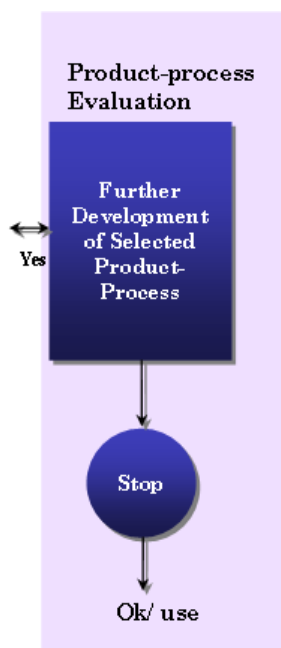 Product-process
Evaluation
Further
Development
of Selected
Product-
Process
Yes
Stop
Ok/ use